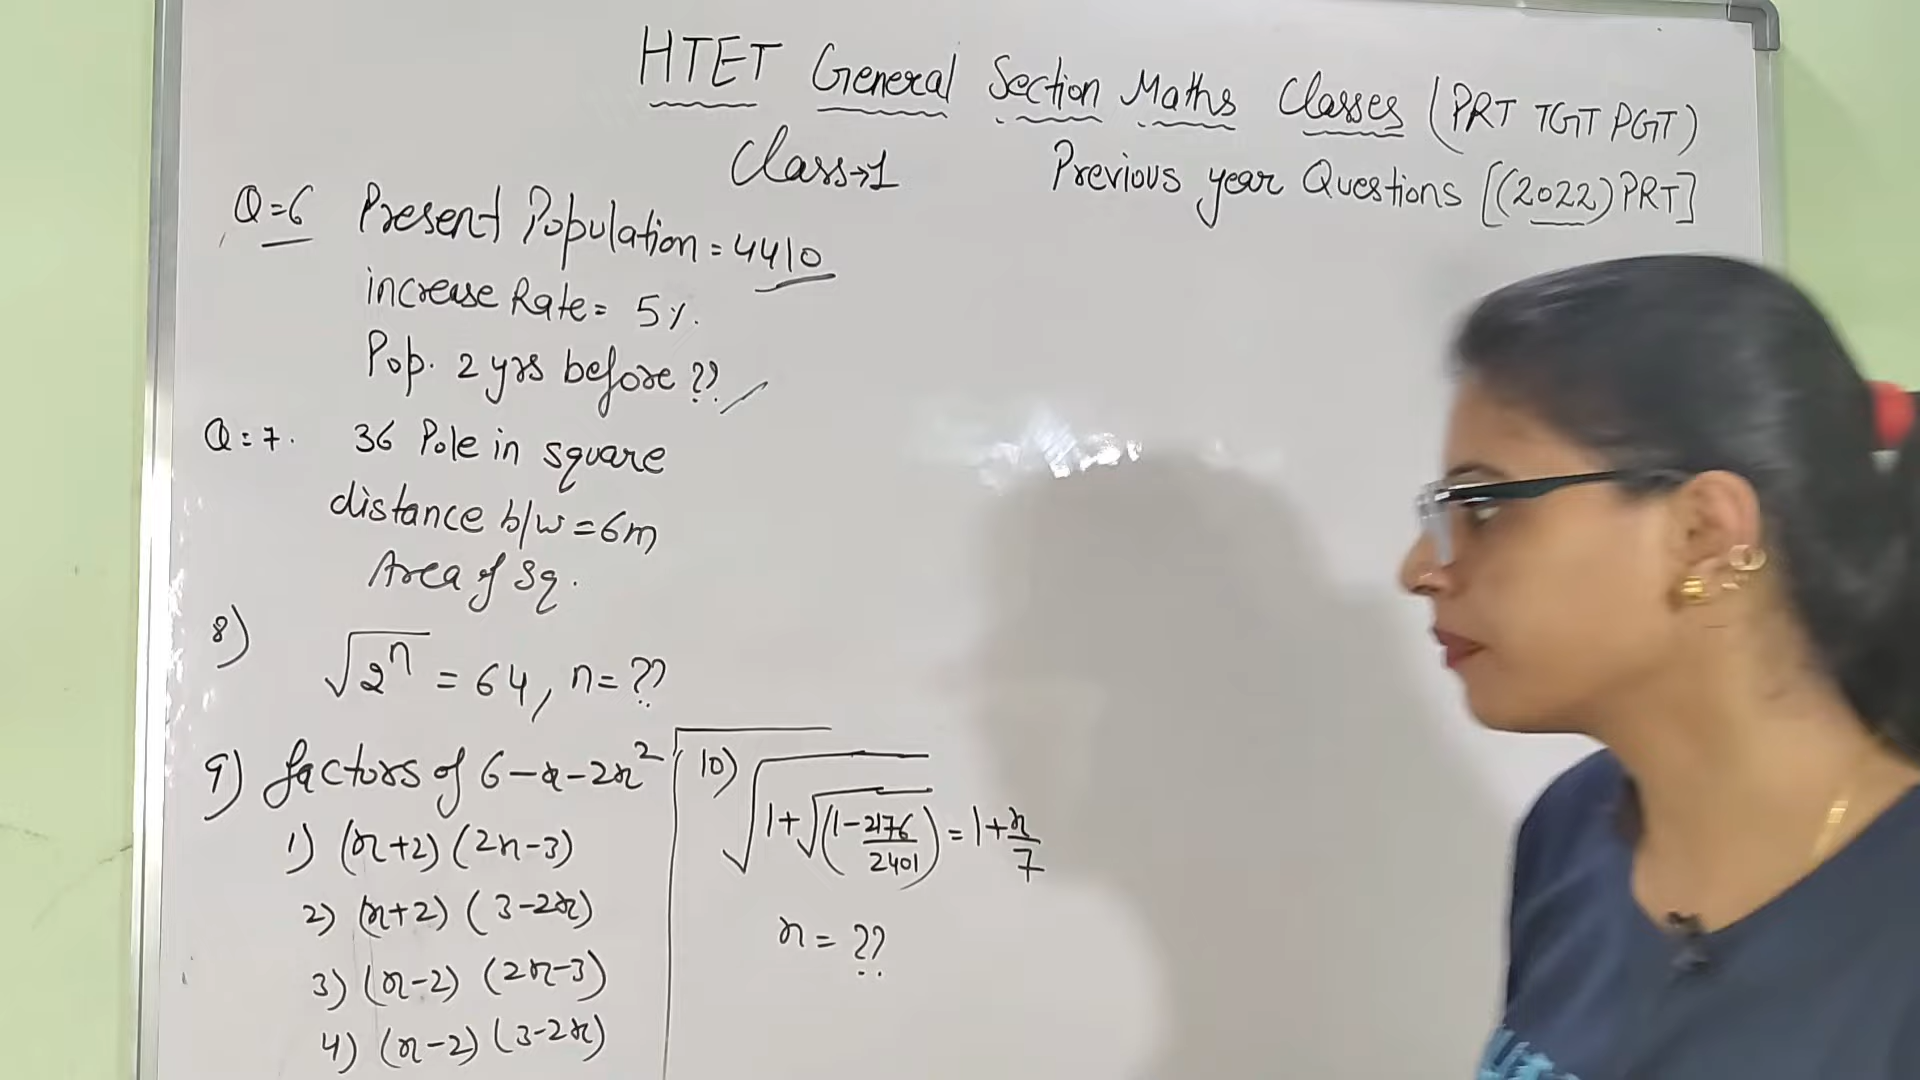 HTET General Section Maths Classes (PRT TGT PGT)
Class→1 Previous year Questions [(2022) PRT]
Q=6 Present Population = 4410
increase Rate = 5%.
Pop. 2 yrs before ??
Q=7. 36 Pole in square
distance b/w = 6m
Area of Sq.
8) √2^n = 64, n = ??
9) factors of 6-x-2x²
1) (x+2) (2x-3)
2) (x+2) (3-2x)
3) (x-2) (2x-3)
4) (x-2) (3-2x)
10) √(1+√(1-2176/2401)) = 1+x/7
x = ??